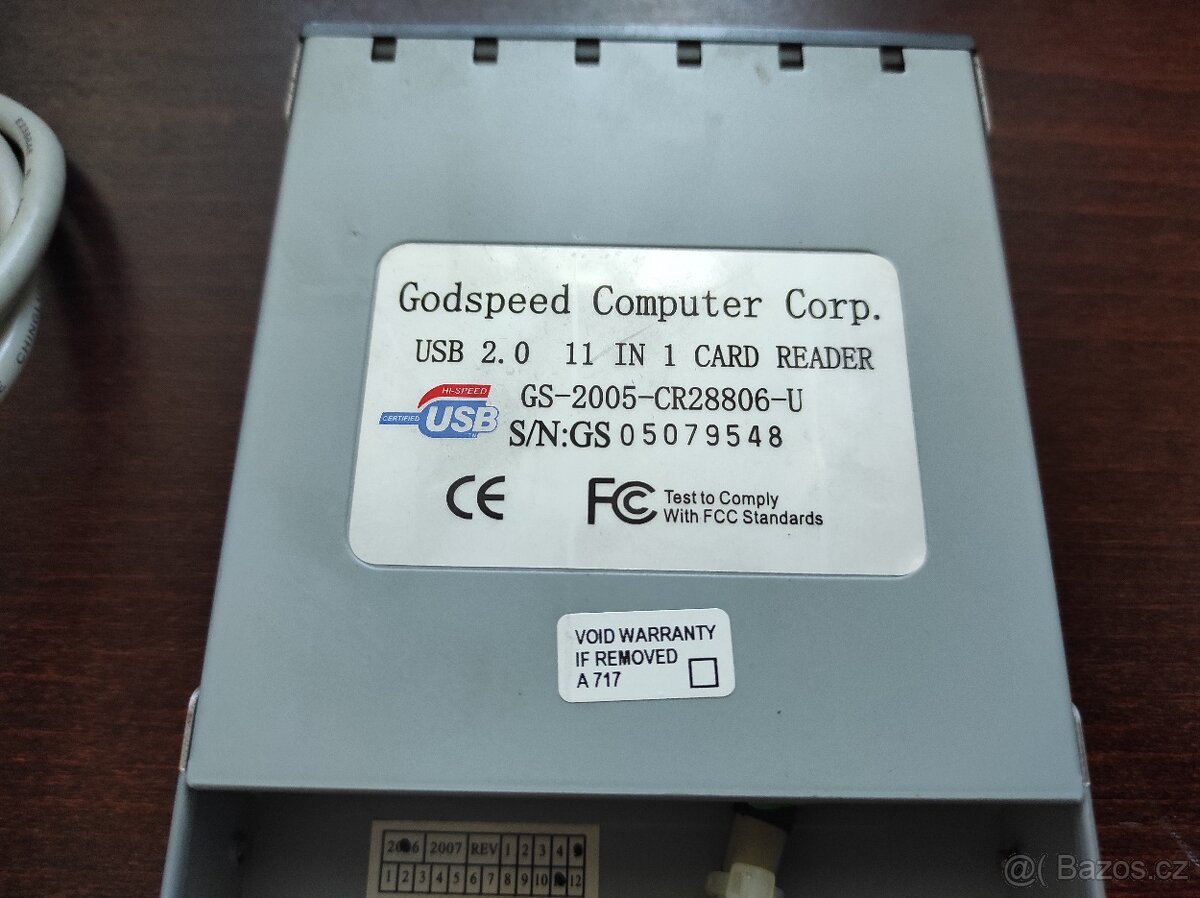 Godspeed Computer Corp.
USB 2.0 11 IN 1 CARD READER
HI-SPEED
CERTIFIED USB
TM
GS-2005-CR28806-U
S/N:GS 05079548
CE
FC Test to Comply
With FCC Standards
VOID WARRANTY
IF REMOVED
A 717
2007 REV 1 2 3 4
1 2 3 4 5 6 7 8 9 10 12
@( Bazos.cz